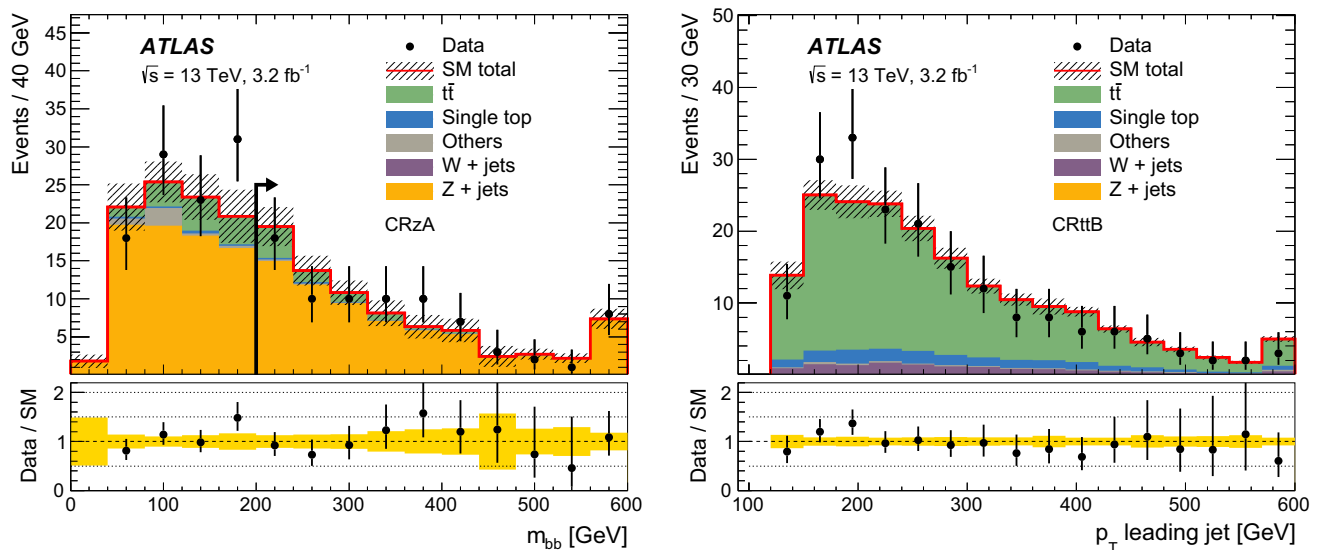 Events / 40 GeV
45
40
35
30
25
20
15
10
5
ATLAS
√s = 13 TeV, 3.2 fb⁻¹
Data
SM total
tt̄
Single top
Others
W + jets
Z + jets
CRzA
Data / SM
2
1
0
0 100 200 300 400 500 600
m_bb [GeV]
Events / 30 GeV
50
40
30
20
10
ATLAS
√s = 13 TeV, 3.2 fb⁻¹
Data
SM total
tt̄
Single top
Others
W + jets
Z + jets
CRttB
Data / SM
2
1
0
100 200 300 400 500 600
p_T leading jet [GeV]